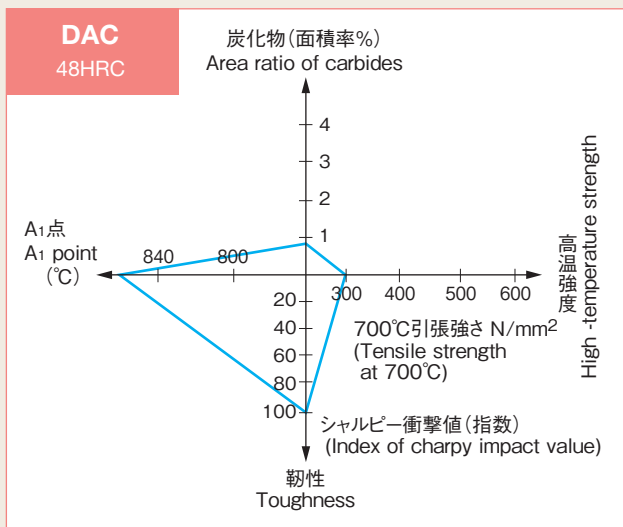 DAC
48HRC
炭化物(面積率%)
Area ratio of carbides
4
3
2
1
A1点
A1 point
(℃)
840
800
300
400
500
600
高温強度
High -temperature strength
20
40
60
80
100
700℃引張強さ N/mm²
(Tensile strength
at 700℃)
シャルピー衝撃値(指数)
(Index of charpy impact value)
靭性
Toughness